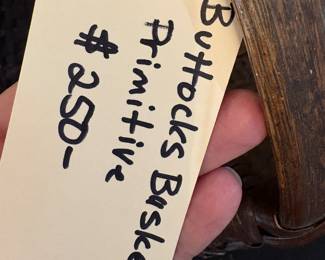 Buttocks Baske
Primitive
$250-